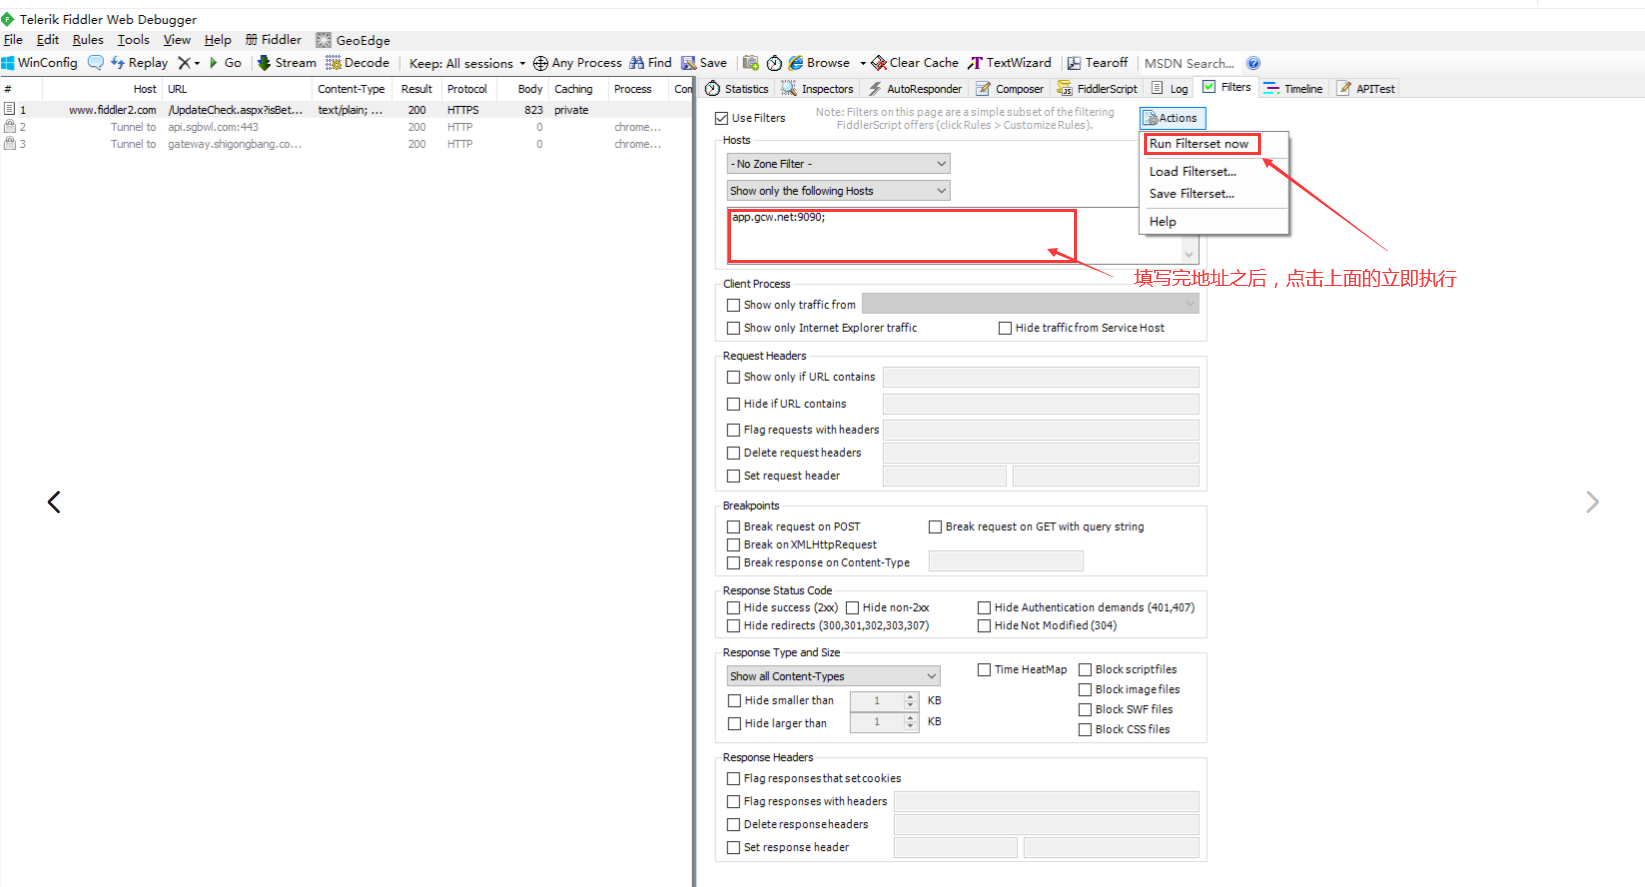 Telerik Fiddler Web Debugger
File Edit Rules Tools View Help Fiddler GeoEdge
WinConfig Replay Go Stream Decode Keep: All sessions Any Process Find Save Browse Clear Cache TextWizard Tearoff MSDN Search...
# Host URL Content-Type Result Protocol Body Caching Process Con
1 www.fiddler2.com /UpdateCheck.aspx?isBet... text/plain; ... 200 HTTPS 823 private
2 Tunnel to api.sgbwl.com:443 200 HTTP 0 chrome...
3 Tunnel to gateway.shigongbang.co... 200 HTTP 0 chrome...
Statistics Inspectors AutoResponder Composer FiddlerScript Log Filters Timeline APITest
Use Filters
Note: Filters on this page are a simple subset of the filtering
FiddlerScript offers (click Rules > Customize Rules).
Actions
Run Filterset now
Load Filterset...
Save Filterset...
Help
Hosts
- No Zone Filter -
Show only the following Hosts
app.gcw.net:9090;
填写完地址之后，点击上面的立即执行
Client Process
Show only traffic from
Show only Internet Explorer traffic Hide traffic from Service Host
Request Headers
Show only if URL contains
Hide if URL contains
Flag requests with headers
Delete request headers
Set request header
Breakpoints
Break request on POST Break request on GET with query string
Break on XMLHttpRequest
Break response on Content-Type
Response Status Code
Hide success (2xx) Hide non-2xx Hide Authentication demands (401,407)
Hide redirects (300,301,302,303,307) Hide Not Modified (304)
Response Type and Size
Show all Content-Types Time HeatMap Block script files
Hide smaller than 1 KB Block image files
Hide larger than 1 KB Block SWF files
Block CSS files
Response Headers
Flag responses that set cookies
Flag responses with headers
Delete response headers
Set response header